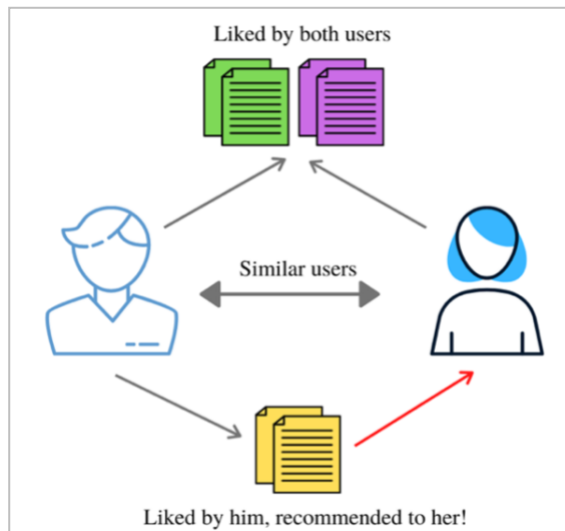 Liked by both users
Similar users
Liked by him, recommended to her!